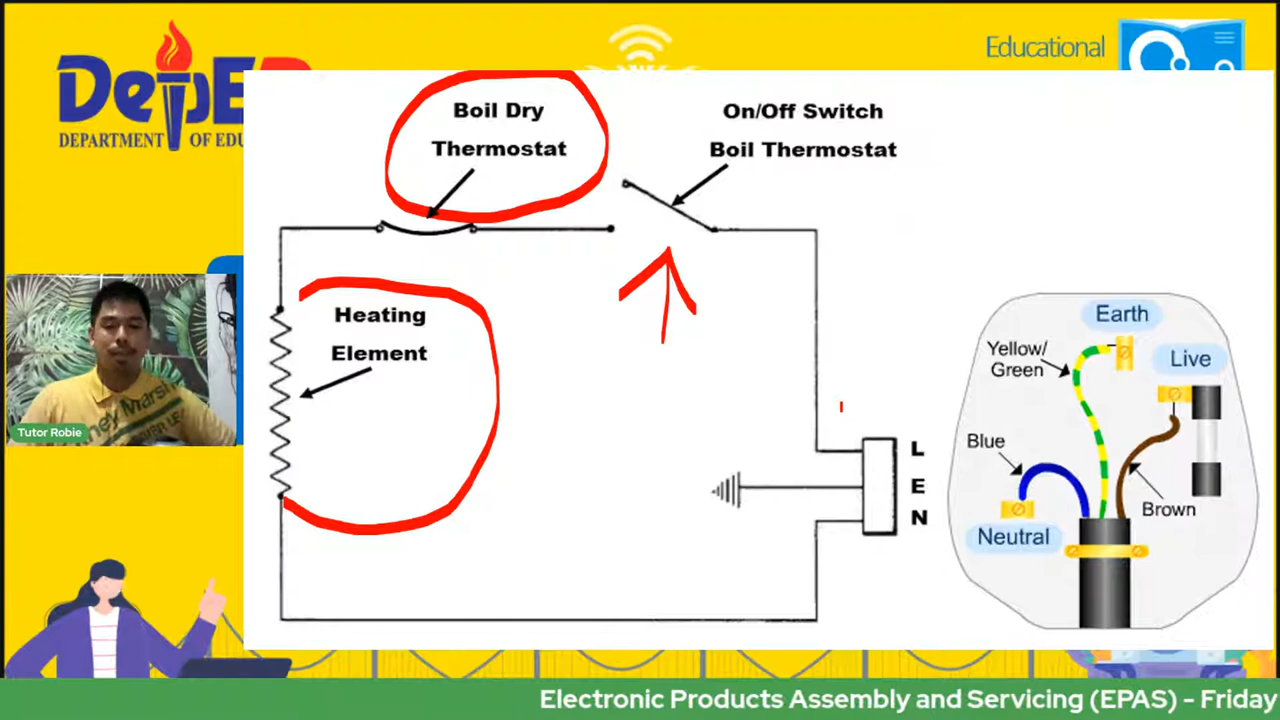 DepED
DEPARTMENT OF EDU
Educational
Boil Dry
Thermostat
On/Off Switch
Boil Thermostat
Heating
Element
L
E
N
Earth
Yellow/
Green
Live
Blue
Brown
Neutral
Tutor Robie
Electronic Products Assembly and Servicing (EPAS) - Friday